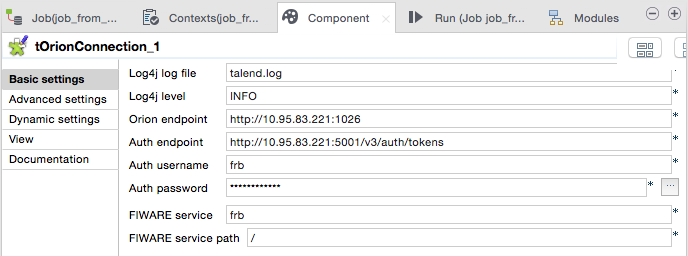 Job(job_from_... Contexts(job_fr... Component Run (Job job_fr... Modules
tOrionConnection_1
Basic settings
Advanced settings
Dynamic settings
View
Documentation
Log4j log file talend.log *
Log4j level INFO *
Orion endpoint http://10.95.83.221:1026 *
Auth endpoint http://10.95.83.221:5001/v3/auth/tokens *
Auth username frb *
Auth password ************ * ...
FIWARE service frb *
FIWARE service path / *